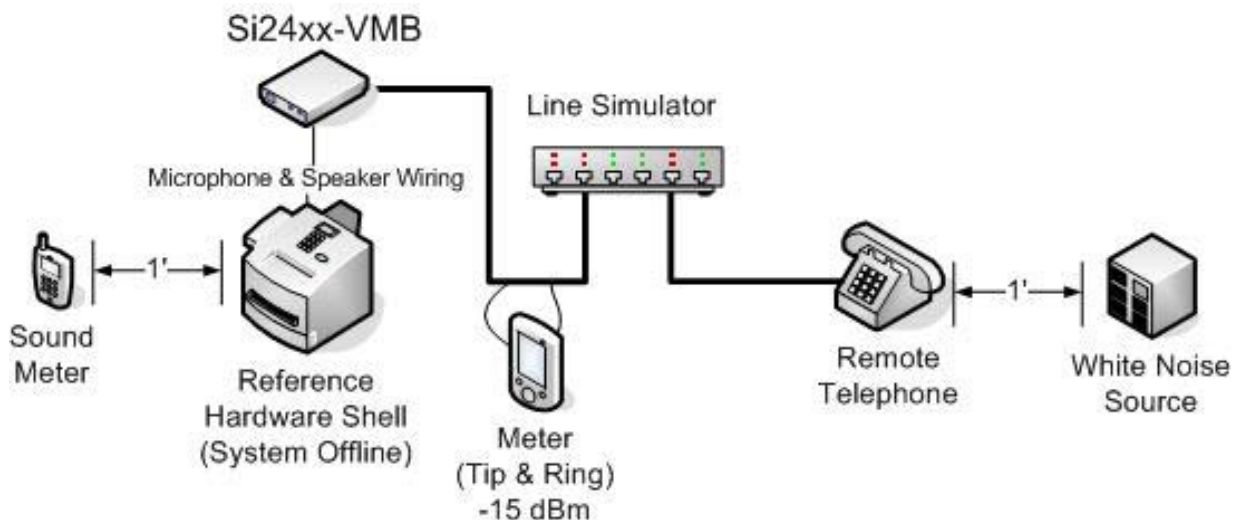 Si24xx-VMB
Line Simulator
Microphone & Speaker Wiring
1'
1'
Sound
Meter
Reference
Hardware Shell
(System Offline)
Meter
(Tip & Ring)
-15 dBm
Remote
Telephone
White Noise
Source